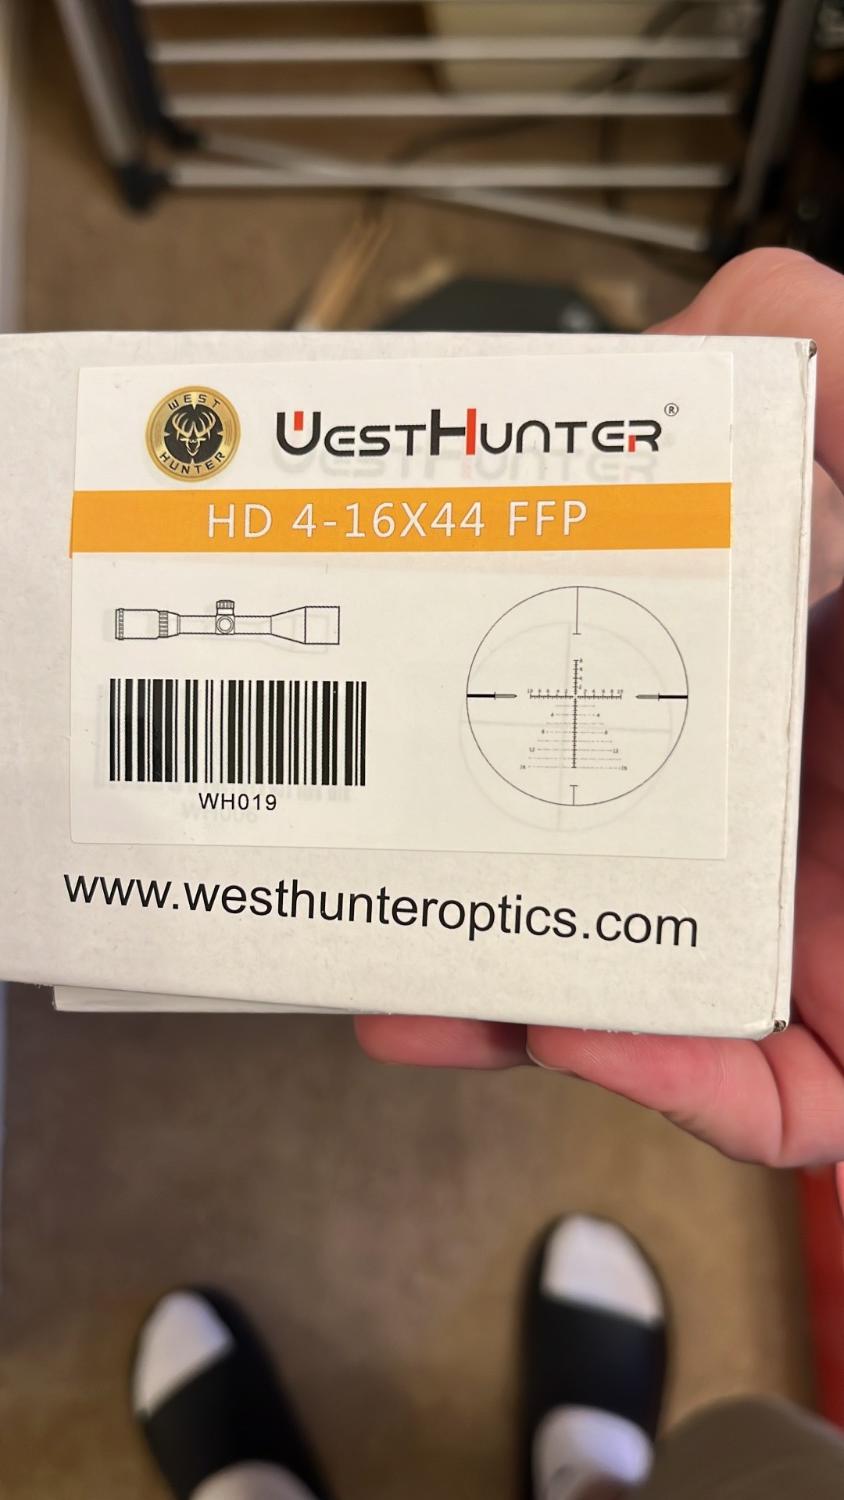 WEST
HUNTER
WESTHUNTER®
HD 4-16X44 FFP
WH019
www.westhunteroptics.com